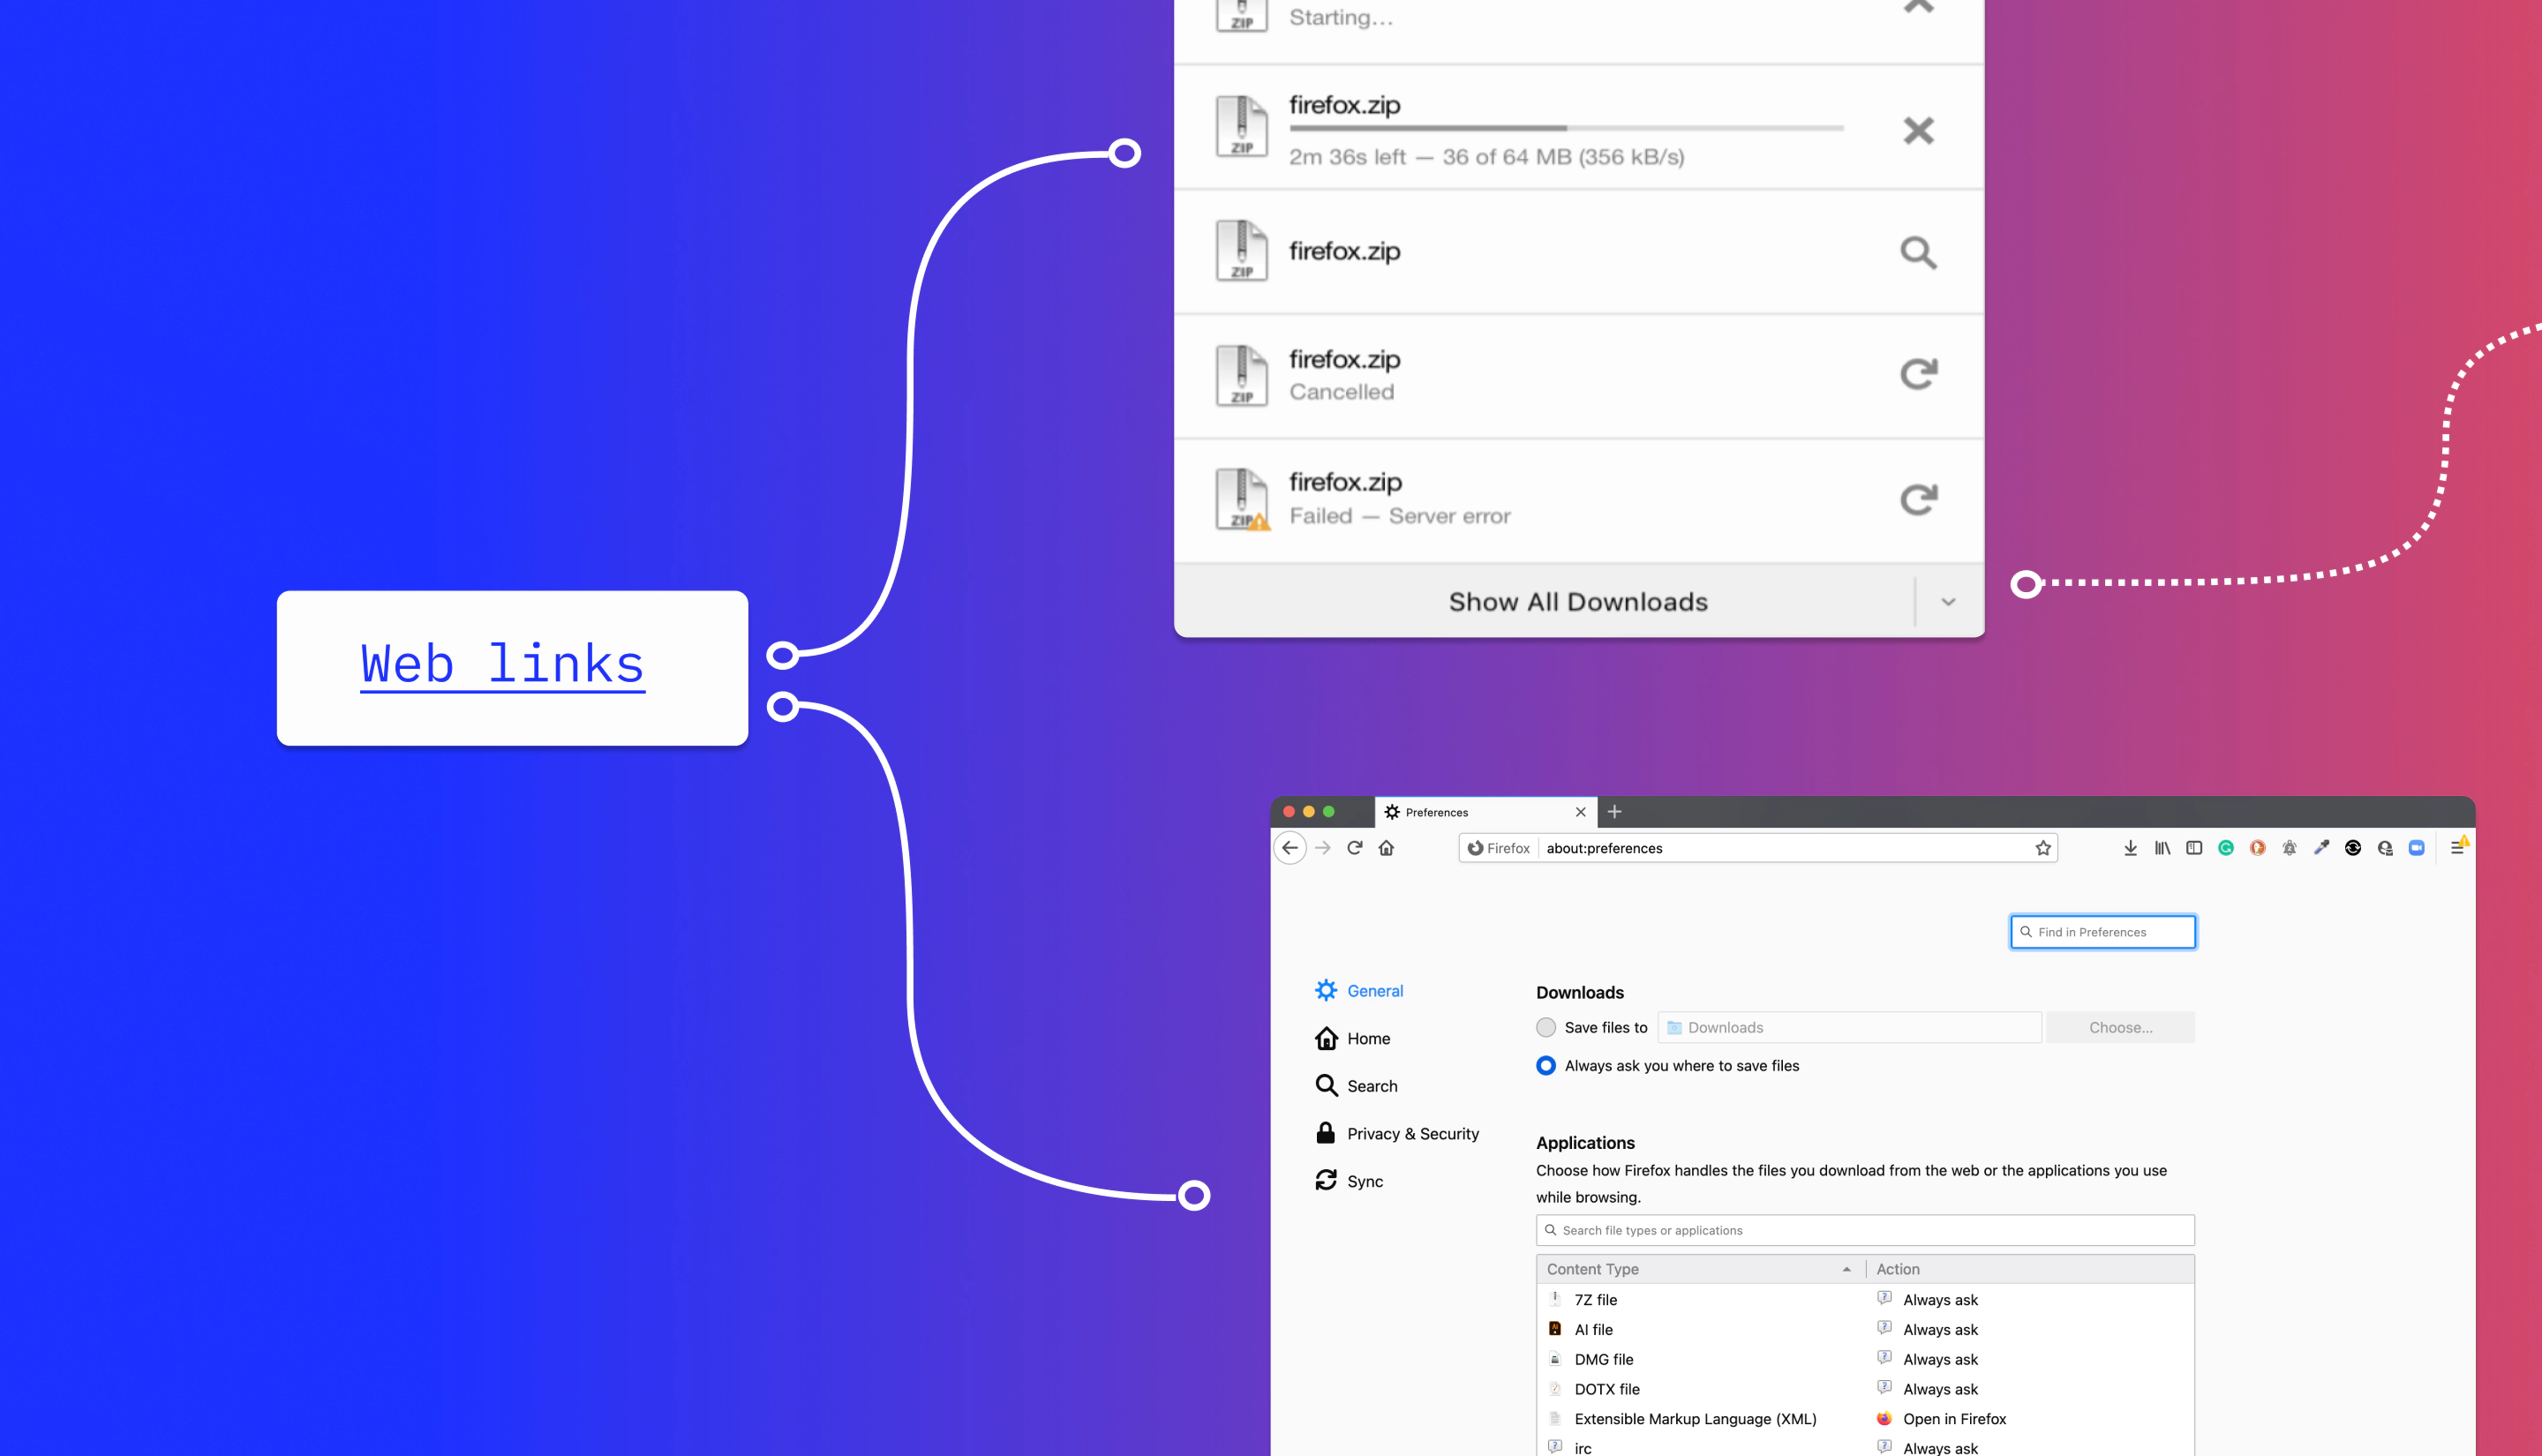 ZIP
Starting...
firefox.zip
ZIP
2m 36s left — 36 of 64 MB (356 kB/s)
firefox.zip
ZIP
firefox.zip
Cancelled
ZIP
firefox.zip
Failed — Server error
ZIP
Show All Downloads
Web links
Preferences
Firefox
about:preferences
Find in Preferences
General
Home
Search
Privacy & Security
Sync
Downloads
Save files to
Downloads
Choose...
Always ask you where to save files
Applications
Choose how Firefox handles the files you download from the web or the applications you use
while browsing.
Search file types or applications
Content Type
Action
7Z file
Always ask
AI file
Always ask
DMG file
Always ask
DOTX file
Always ask
Extensible Markup Language (XML)
Open in Firefox
irc
Always ask